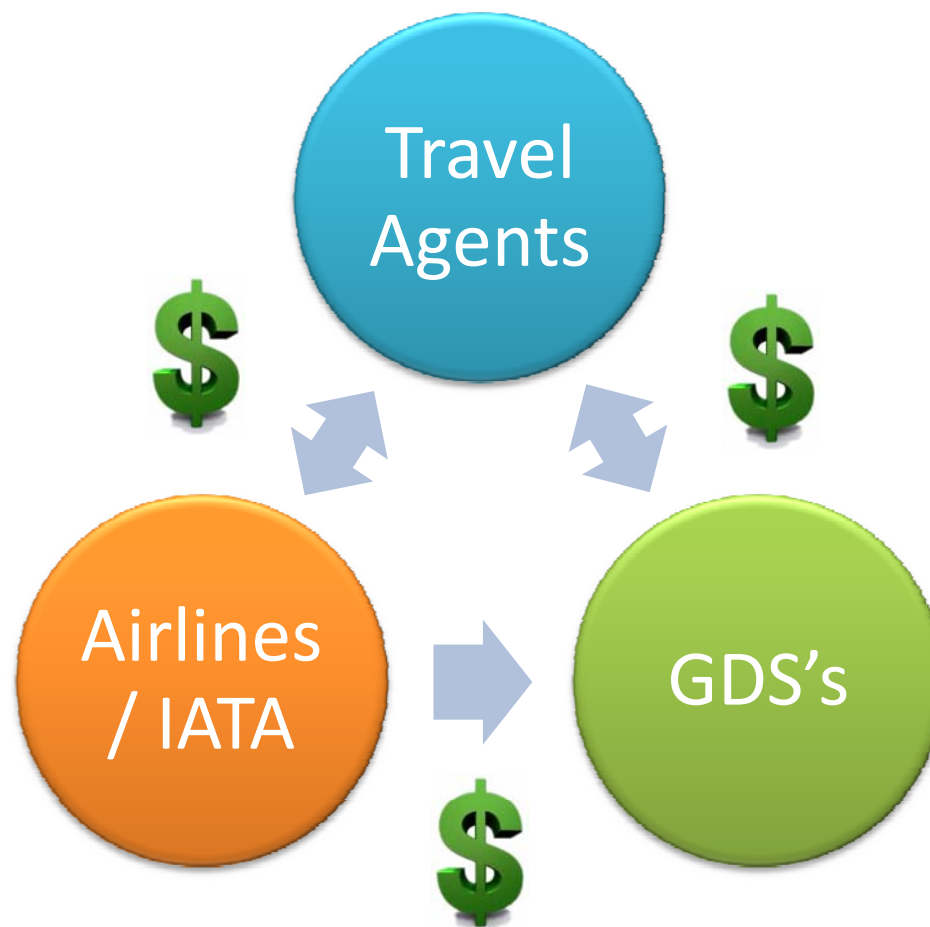 Travel
Agents
$
$
Airlines
/ IATA
GDS’s
$